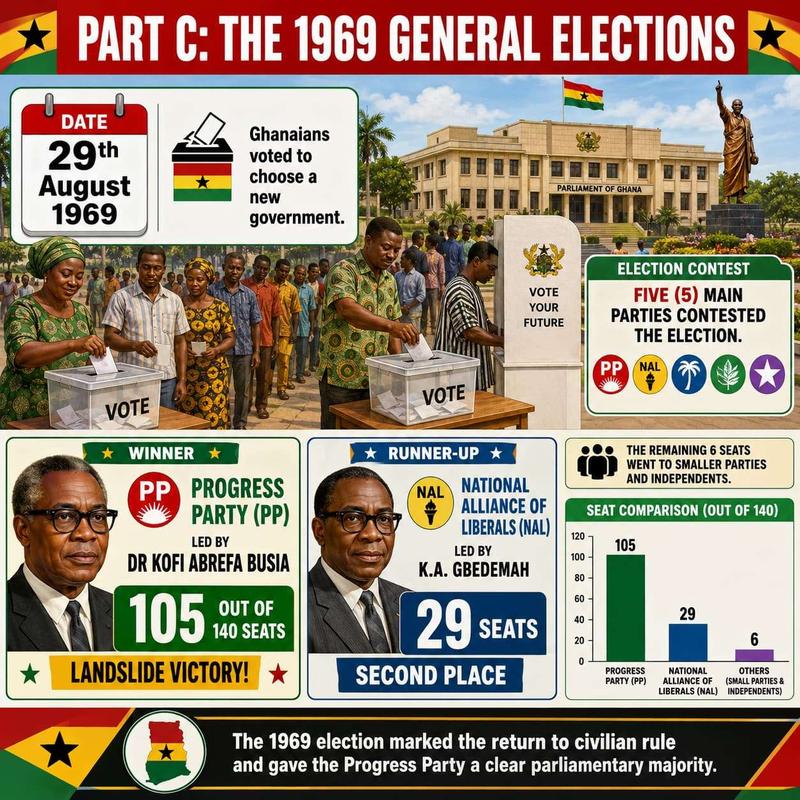 PART C: THE 1969 GENERAL ELECTIONS
DATE
29th
August
1969
Ghanaians
voted to
choose a
new
government.
PARLIAMENT OF GHANA
VOTE
YOUR
FUTURE
VOTE
VOTE
ELECTION CONTEST
FIVE (5) MAIN
PARTIES CONTESTED
THE ELECTION.
PP
NAL
WINNER
PP
PROGRESS
PARTY (PP)
LED BY
DR KOFI ABREFA BUSIA
105 OUT OF
140 SEATS
LANDSLIDE VICTORY!
RUNNER-UP
NAL
NATIONAL
ALLIANCE OF
LIBERALS (NAL)
LED BY
K.A. GBEDEMAH
29 SEATS
SECOND PLACE
THE REMAINING 6 SEATS
WENT TO SMALLER PARTIES
AND INDEPENDENTS.
SEAT COMPARISON (OUT OF 140)
120
100
80
60
40
20
0
105
29
6
PROGRESS
PARTY (PP)
NATIONAL
ALLIANCE OF
LIBERALS (NAL)
OTHERS
(SMALL PARTIES &
INDEPENDENTS)
The 1969 election marked the return to civilian rule
and gave the Progress Party a clear parliamentary majority.